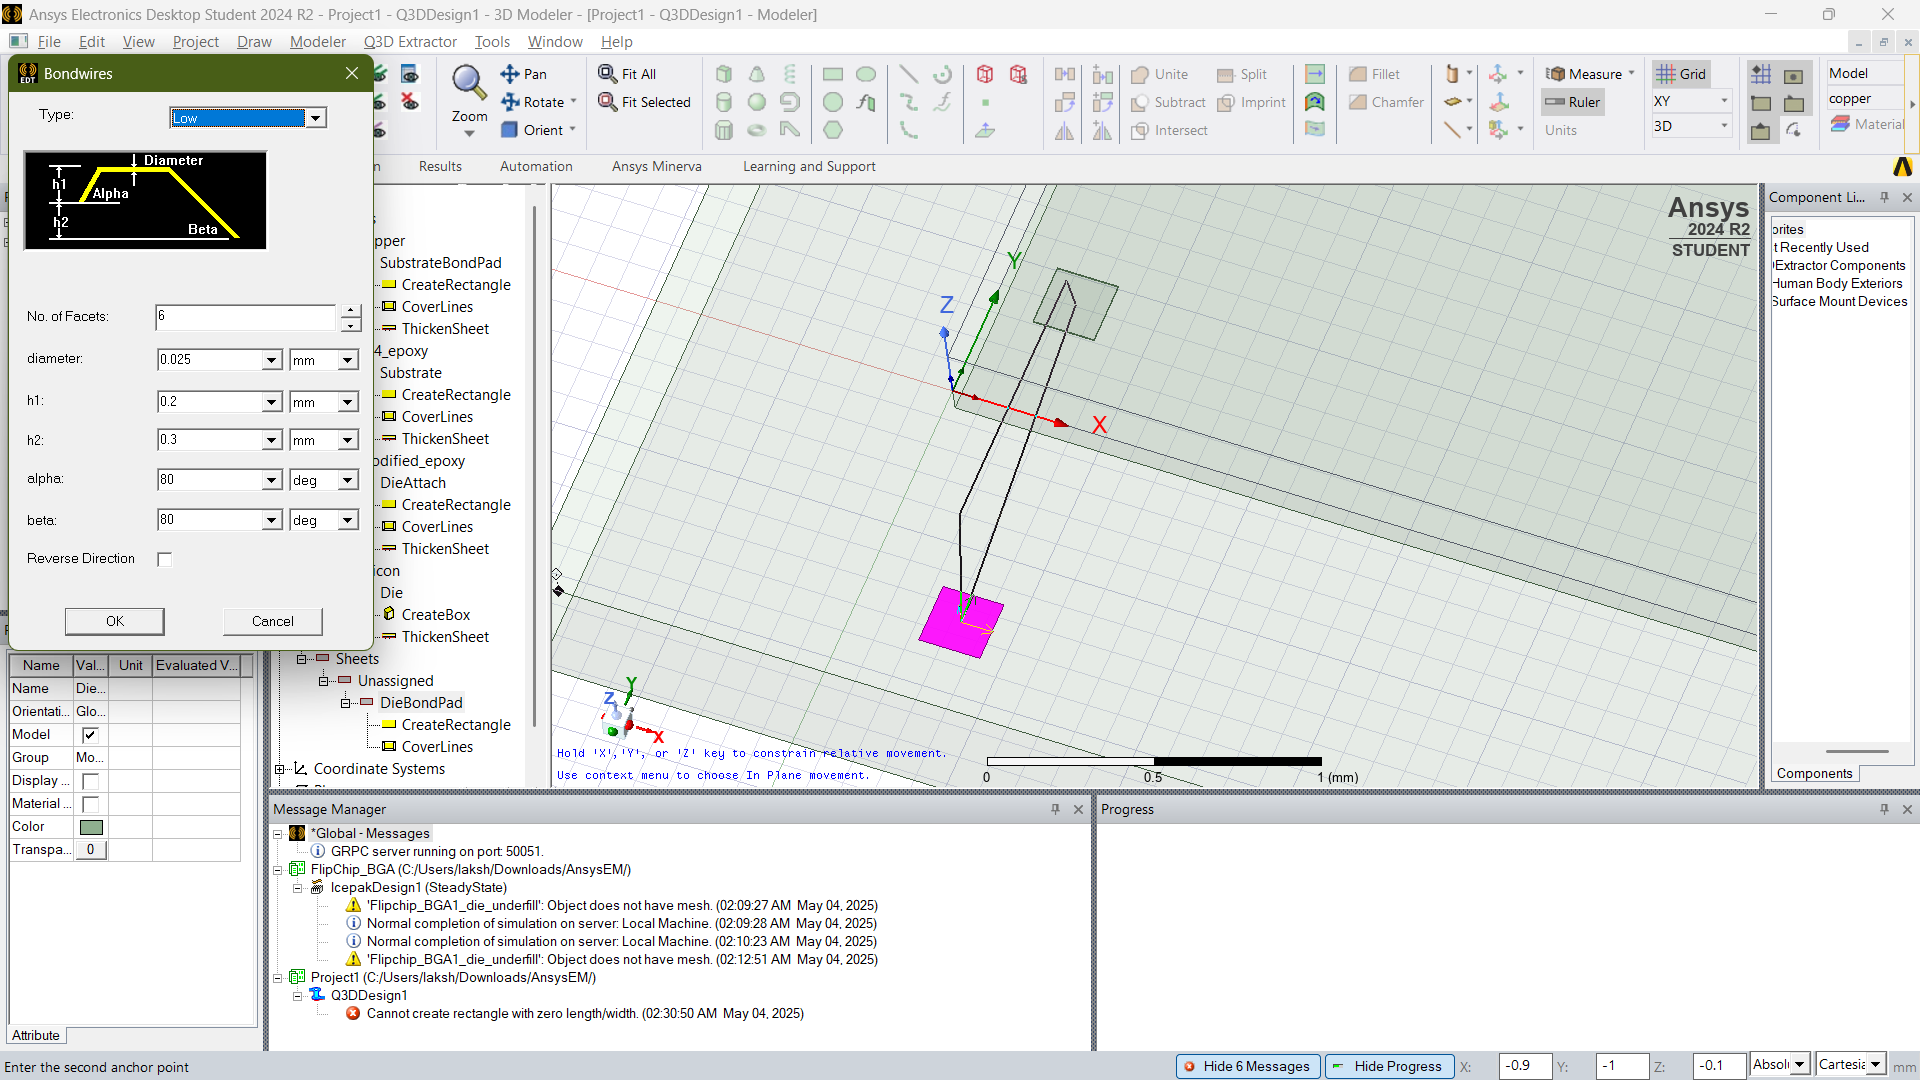 Ansys Electronics Desktop Student 2024 R2 - Project1 - Q3DDesign1 - 3D Modeler - [Project1 - Q3DDesign1 - Modeler]
File Edit View Project Draw Modeler Q3D Extractor Tools Window Help
Bondwires
Type: Low
Diameter
h1
Alpha
h2
Beta
No. of Facets: 6
diameter: 0.025 mm
h1: 0.2 mm
h2: 0.3 mm
alpha: 80 deg
beta: 80 deg
Reverse Direction
OK Cancel
Zoom
Pan
Rotate
Orient
Fit All
Fit Selected
Unite
Subtract
Intersect
Split
Imprint
Fillet
Chamfer
Measure
Ruler
Units
Grid
XY
3D
Model
copper
Material
n Results Automation Ansys Minerva Learning and Support
s
pper
SubstrateBondPad
CreateRectangle
CoverLines
ThickenSheet
4_epoxy
Substrate
CreateRectangle
CoverLines
ThickenSheet
odified_epoxy
DieAttach
CreateRectangle
CoverLines
ThickenSheet
icon
Die
CreateBox
ThickenSheet
Sheets
Unassigned
DieBondPad
CreateRectangle
CoverLines
Coordinate Systems
Ansys
2024 R2
STUDENT
Y
Z
X
Y
Z
X
Hold 'X','Y', or 'Z' key to constrain relative movement.
Use context menu to choose In Plane movement.
0 0.5 1 (mm)
Component Li...
orites
t Recently Used
Extractor Components
Human Body Exteriors
Surface Mount Devices
Components
Name Val... Unit Evaluated V...
Name Die...
Orientati... Glo...
Model
Group Mo...
Display ...
Material ...
Color
Transpa... 0
Attribute
Message Manager
*Global - Messages
GRPC server running on port: 50051.
FlipChip_BGA (C:/Users/laksh/Downloads/AnsysEM/)
IcepakDesign1 (SteadyState)
'Flipchip_BGA1_die_underfill': Object does not have mesh. (02:09:27 AM May 04, 2025)
Normal completion of simulation on server: Local Machine. (02:09:28 AM May 04, 2025)
Normal completion of simulation on server: Local Machine. (02:10:23 AM May 04, 2025)
'Flipchip_BGA1_die_underfill': Object does not have mesh. (02:12:51 AM May 04, 2025)
Project1 (C:/Users/laksh/Downloads/AnsysEM/)
Q3DDesign1
Cannot create rectangle with zero length/width. (02:30:50 AM May 04, 2025)
Progress
Enter the second anchor point
Hide 6 Messages Hide Progress X: -0.9 Y: -1 Z: -0.1 Absolu Cartesia mm